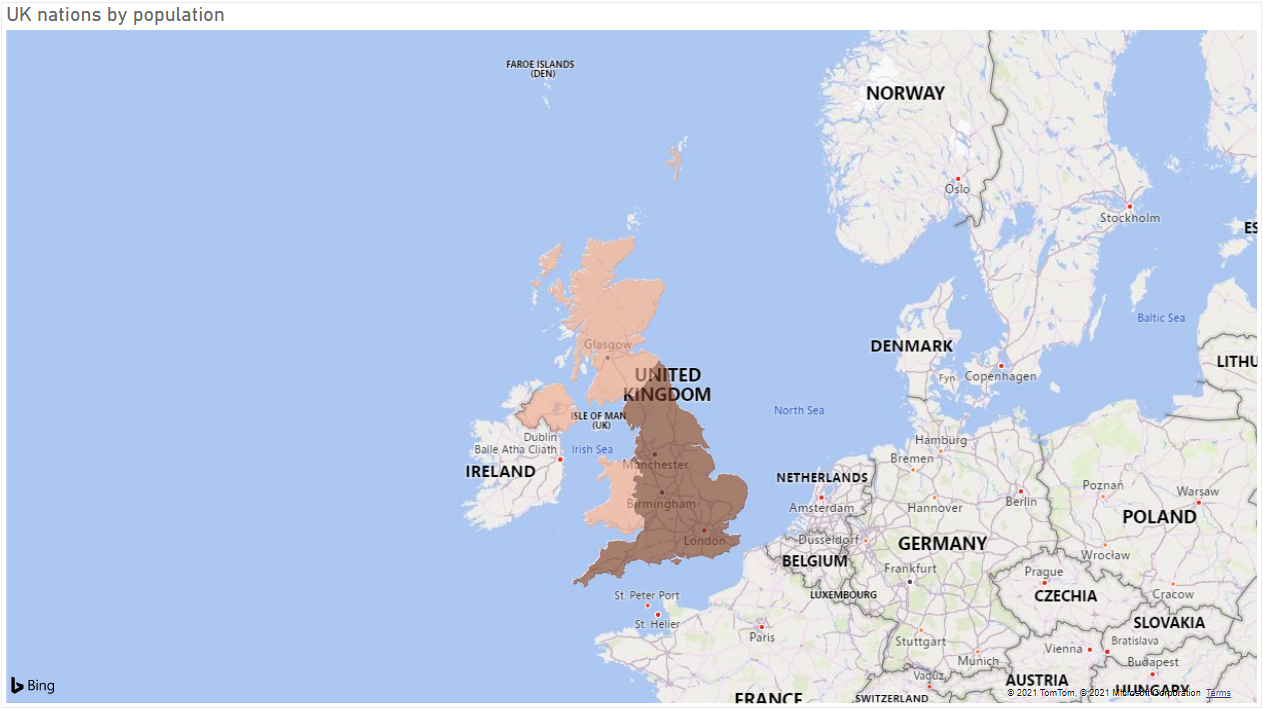 UK nations by population
FAROE ISLANDS
(DEN)
NORWAY
Oslo
Stockholm
ES
Baltic Sea
Glasgow
DENMARK
LITHU
UNITED
KINGDOM
Fyn
Copenhagen
North Sea
ISLE OF MAN
(UK)
Dublin
Baile Atha Cliath
Irish Sea
IRELAND
Manchester
Birmingham
London
Hamburg
Bremen
NETHERLANDS
Amsterdam
Hannover
Berlin
Poznań
Warsaw
POLAND
Düsseldorf
GERMANY
BELGIUM
Wrocław
Frankfurt
Prague
LUXEMBOURG
CZECHIA
Cracow
St. Peter Port
St. Helier
SLOVAKIA
Paris
Stuttgart
Vienna
Bratislava
Munich
Budapest
Vaduz
AUSTRIA
HUNGARY
FRANCE
SWITZERLAND
Bing
© 2021 TomTom, © 2021 Microsoft Corporation Terms